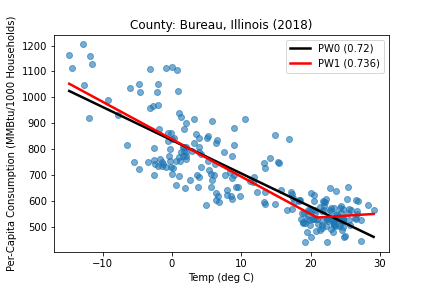 County: Bureau, Illinois (2018)
PW0 (0.72)
PW1 (0.736)
Per-Capita Consumption (MMBtu/1000 Households)
1200
1100
1000
900
800
700
600
500
−10 0 10 20 30
Temp (deg C)